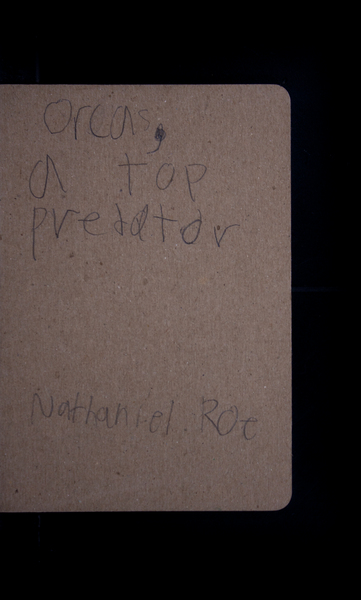 Orcas,
a top
predator
Nathaniel Roe